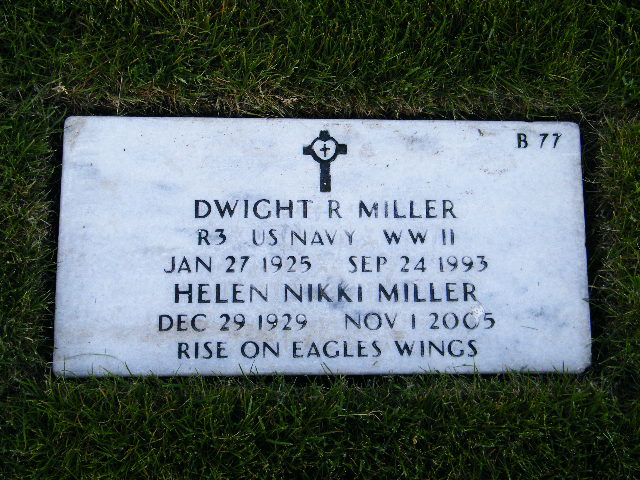 B 77
DWIGHT R MILLER
R3 US NAVY WW II
JAN 27 1925 SEP 24 1993
HELEN NIKKI MILLER
DEC 29 1929 NOV 1 2005
RISE ON EAGLES WINGS